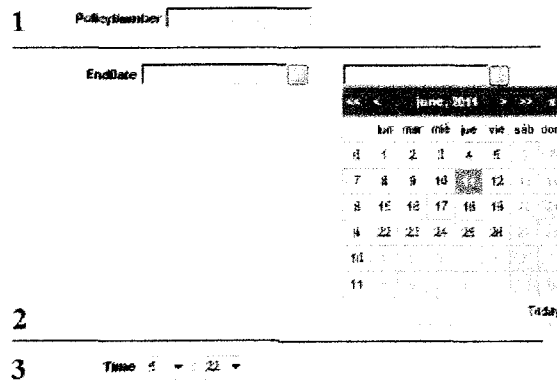 1 PolicyNumber
EndDate
<< < june, 2011 > >> x
lun mar mié jue vie sáb dom
6 1 2 3 4 5
7 8 9 10 11 12
8 15 16 17 18 19
9 22 23 24 25 26
10
11
Today
2
3 Time 22